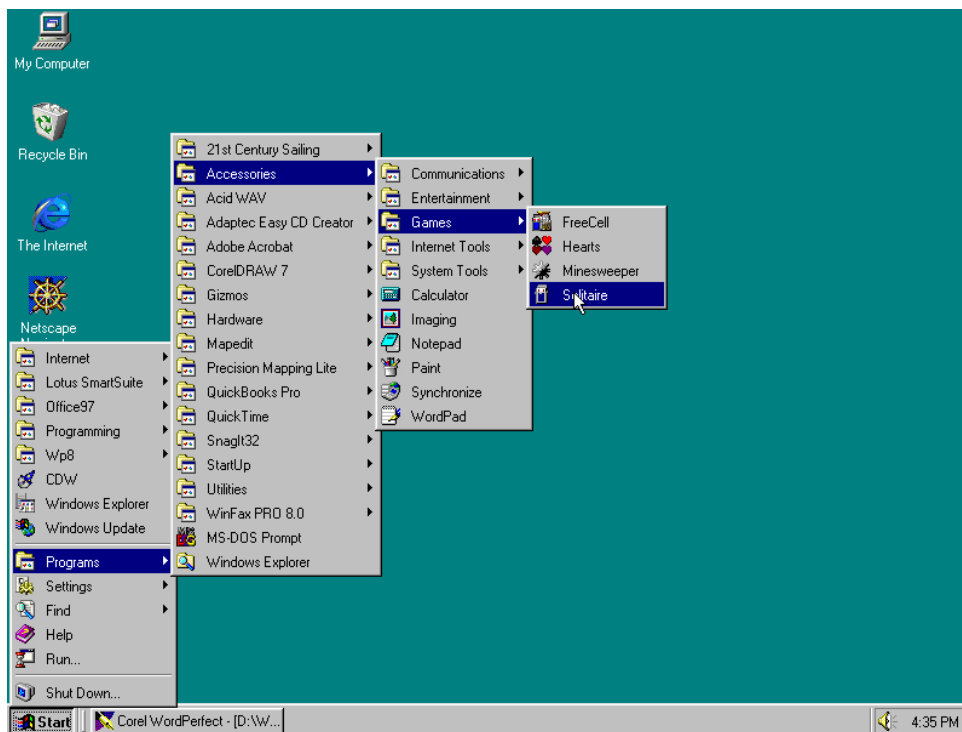 My Computer
Recycle Bin
The Internet
Netscape
21st Century Sailing
Accessories
Acid WAV
Adaptec Easy CD Creator
Adobe Acrobat
CorelDRAW 7
Gizmos
Hardware
Mapedit
Precision Mapping Lite
QuickBooks Pro
QuickTime
SnagIt32
StartUp
Utilities
WinFax PRO 8.0
MS-DOS Prompt
Windows Explorer
Communications
Entertainment
Games
Internet Tools
System Tools
Calculator
Imaging
Notepad
Paint
Synchronize
WordPad
FreeCell
Hearts
Minesweeper
Solitaire
Internet
Lotus SmartSuite
Office97
Programming
Wp8
CDW
Windows Explorer
Windows Update
Programs
Settings
Find
Help
Run...
Shut Down...
Start
Corel WordPerfect - [D:\W...
4:35 PM